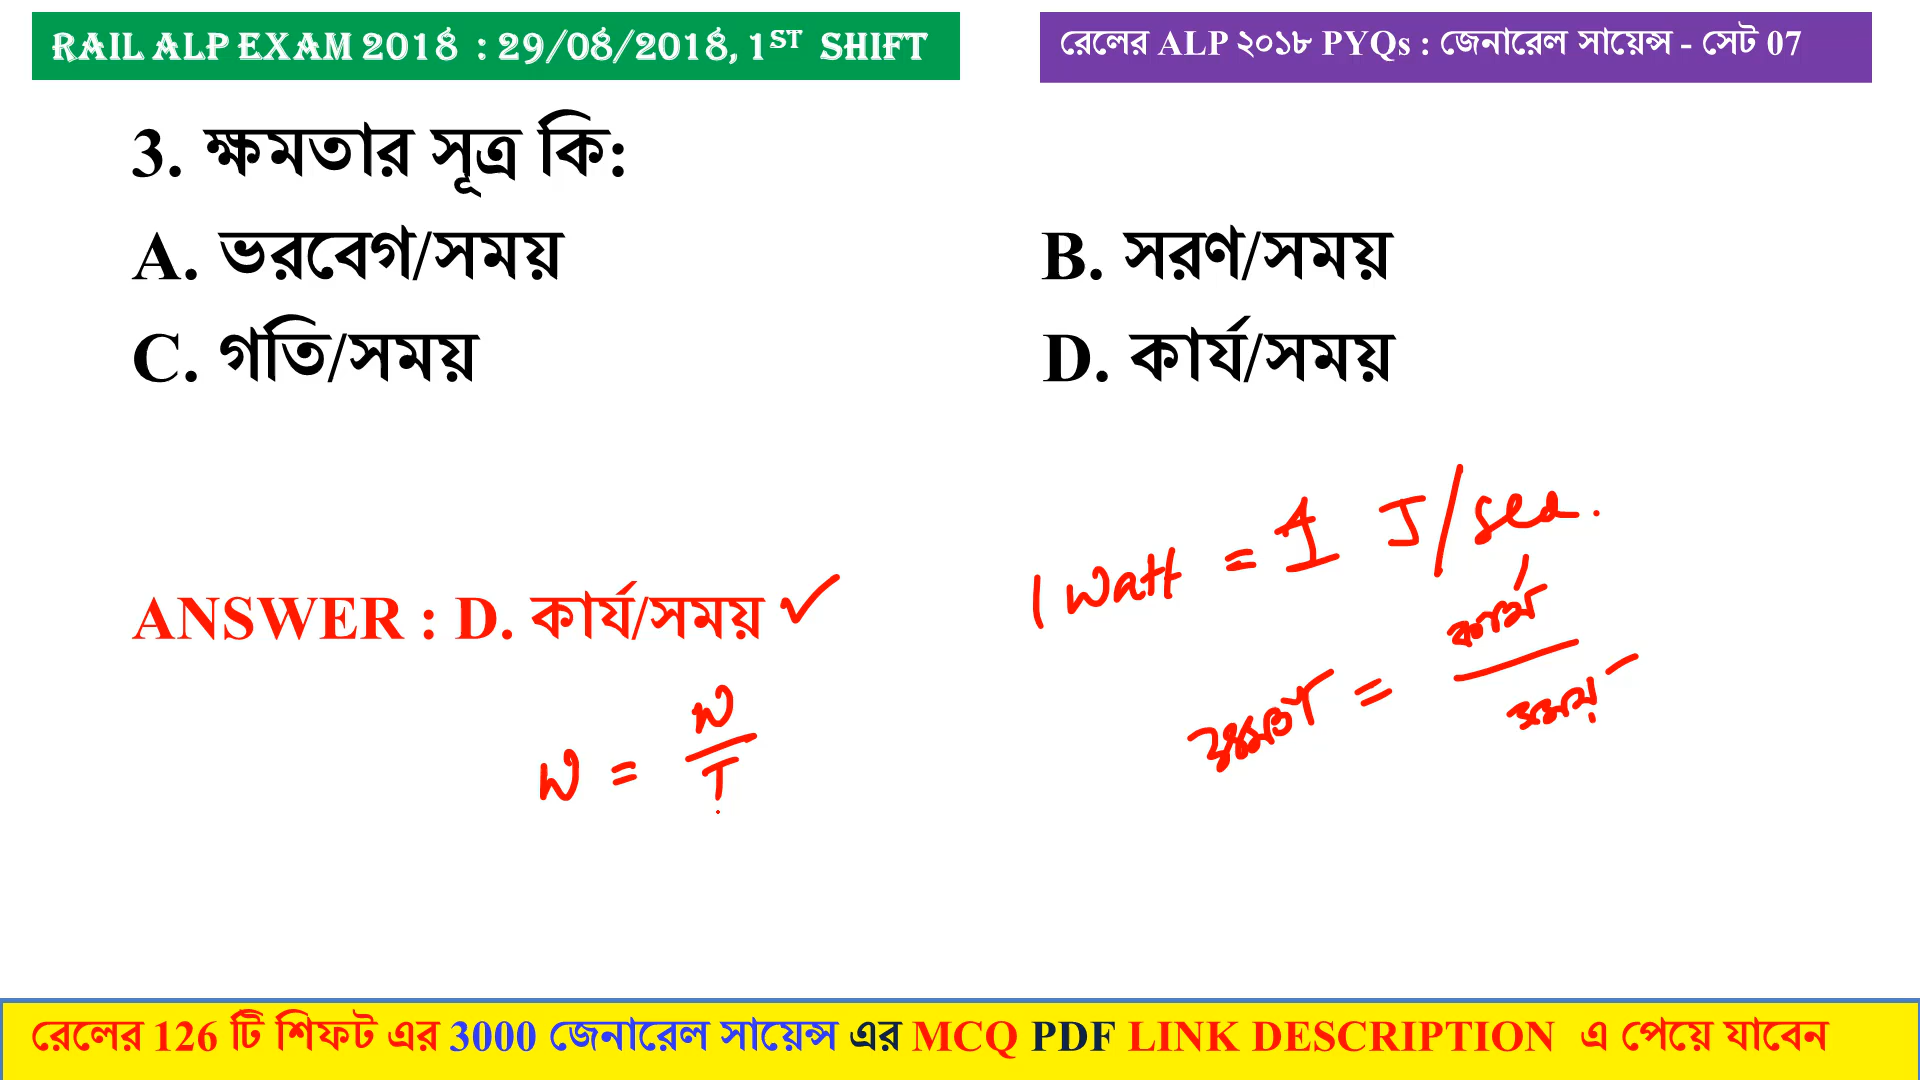 RAIL ALP EXAM 2018 : 29/08/2018, 1ST SHIFT
রেলের ALP ২০১৮ PYQs : জেনারেল সায়েন্স - সেট 07
3. ক্ষমতার সূত্র কি:
A. ভরবেগ/সময়
B. সরণ/সময়
C. গতি/সময়
D. কার্য/সময়
1 Watt = 1 J/sec.
ANSWER : D. কার্য/সময় ✓
ক্ষমতা = কার্য
সময়
W = W
T
রেলের 126 টি শিফট এর 3000 জেনারেল সায়েন্স এর MCQ PDF LINK DESCRIPTION এ পেয়ে যাবেন